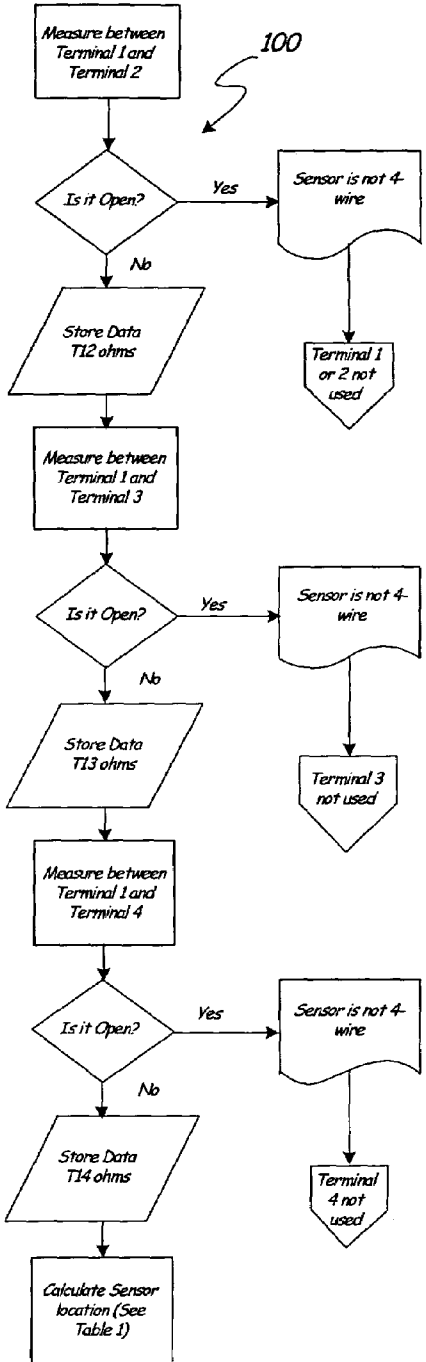 Measure between
Terminal 1 and
Terminal 2
100
Is it Open?
Yes
Sensor is not 4-
wire
No
Store Data
T12 ohms
Terminal 1
or 2 not
used
Measure between
Terminal 1 and
Terminal 3
Is it Open?
Yes
Sensor is not 4-
wire
No
Store Data
T13 ohms
Terminal 3
not used
Measure between
Terminal 1 and
Terminal 4
Is it Open?
Yes
Sensor is not 4-
wire
No
Store Data
T14 ohms
Terminal
4 not
used
Calculate Sensor
location (See
Table 1)